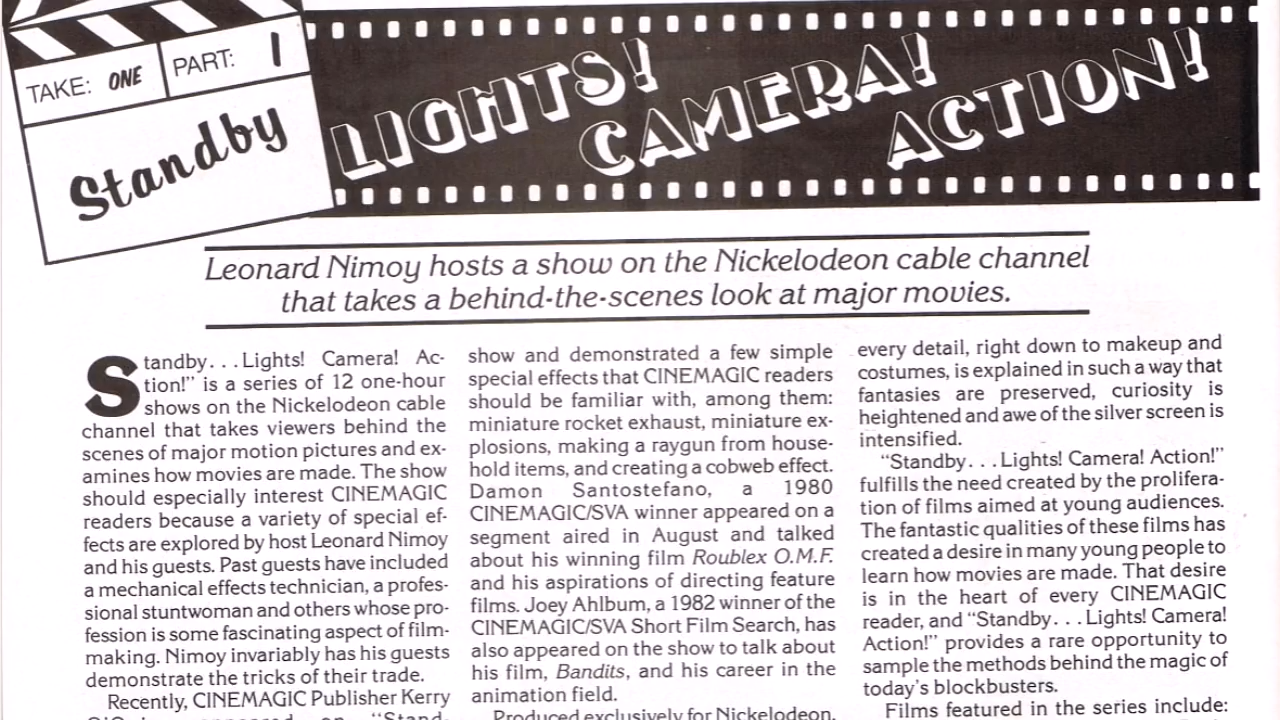 TAKE: ONE
PART: 1
Standby
LIGHTS!
CAMERA!
ACTION!
Leonard Nimoy hosts a show on the Nickelodeon cable channel
that takes a behind-the-scenes look at major movies.
Standby...Lights! Camera! Ac-
tion!” is a series of 12 one-hour
shows on the Nickelodeon cable
channel that takes viewers behind the
scenes of major motion pictures and ex-
amines how movies are made. The show
should especially interest CINEMAGIC
readers because a variety of special ef-
fects are explored by host Leonard Nimoy
and his guests. Past guests have included
a mechanical effects technician, a profes-
sional stuntwoman and others whose pro-
fession is some fascinating aspect of film-
making. Nimoy invariably has his guests
demonstrate the tricks of their trade.
Recently, CINEMAGIC Publisher Kerry
show and demonstrated a few simple
special effects that CINEMAGIC readers
should be familiar with, among them:
miniature rocket exhaust, miniature ex-
plosions, making a raygun from house-
hold items, and creating a cobweb effect.
Damon Santostefano, a 1980
CINEMAGIC/SVA winner appeared on a
segment aired in August and talked
about his winning film Roublex O.M.F.
and his aspirations of directing feature
films. Joey Ahlbum, a 1982 winner of the
CINEMAGIC/SVA Short Film Search, has
also appeared on the show to talk about
his film, Bandits, and his career in the
animation field.
Produced exclusively for Nickelodeon,
every detail, right down to makeup and
costumes, is explained in such a way that
fantasies are preserved, curiosity is
heightened and awe of the silver screen is
intensified.
“Standby...Lights! Camera! Action!”
fulfills the need created by the prolifera-
tion of films aimed at young audiences.
The fantastic qualities of these films has
created a desire in many young people to
learn how movies are made. That desire
is in the heart of every CINEMAGIC
reader, and “Standby...Lights! Camera!
Action!” provides a rare opportunity to
sample the methods behind the magic of
today's blockbusters.
Films featured in the series include: